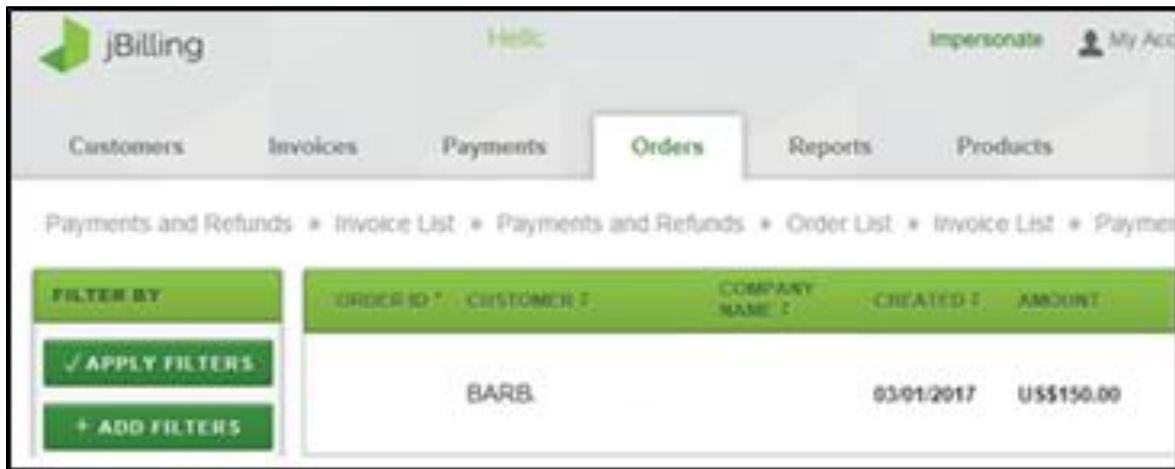 jBilling Hello, Impersonate My Acc
Customers Invoices Payments Orders Reports Products
Payments and Refunds » Invoice List » Payments and Refunds » Order List » Invoice List » Paymen
FILTER BY
✓ APPLY FILTERS
+ ADD FILTERS
ORDER ID CUSTOMER COMPANY NAME CREATED AMOUNT
BARB. 03/01/2017 US$150.00